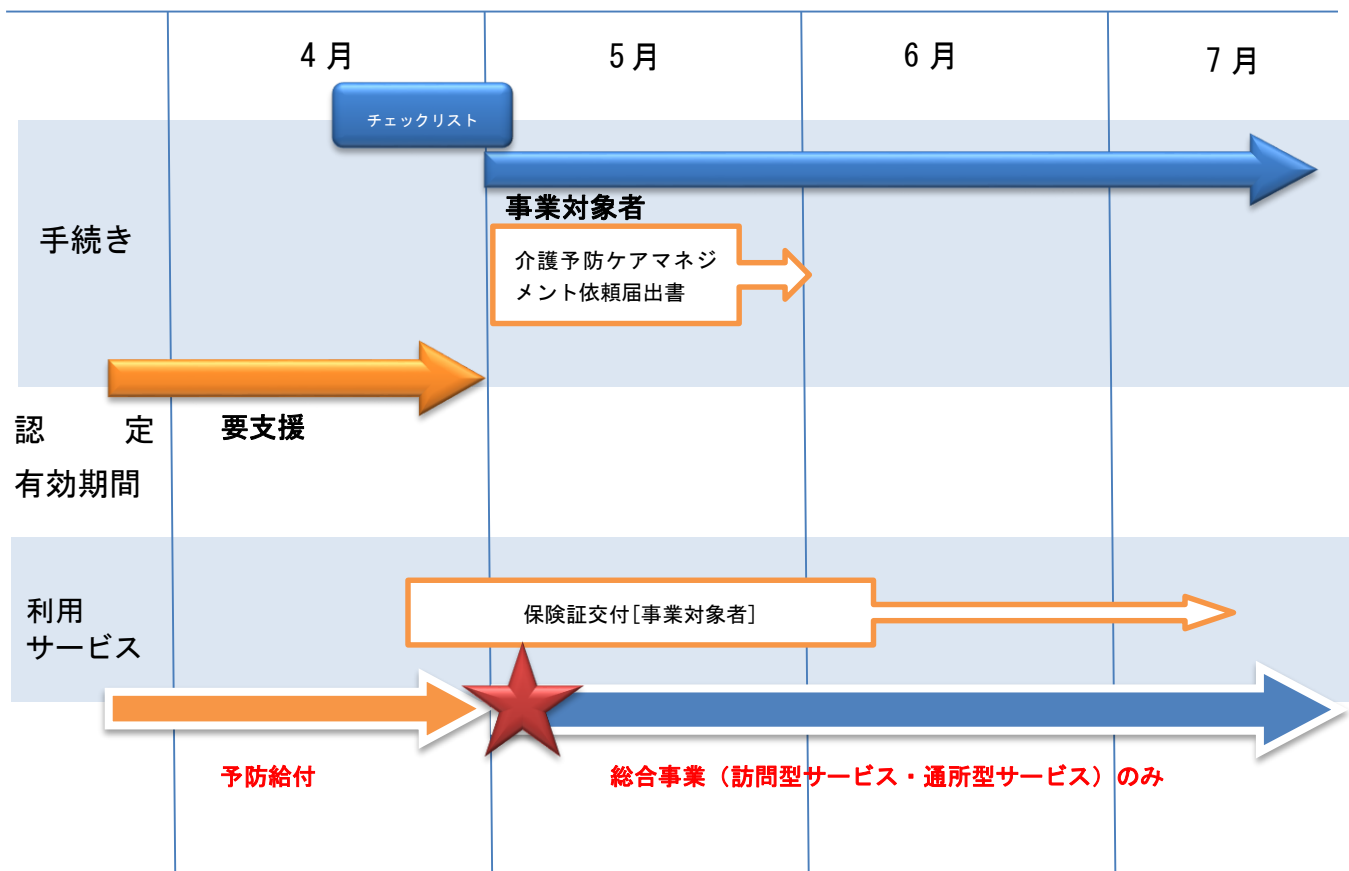 4月 5月 6月 7月
チェックリスト
事業対象者
手続き
介護予防ケアマネジ
メント依頼届出書
認　　定
要支援
有効期間
利用
サービス
保険証交付[事業対象者]
予防給付
総合事業（訪問型サービス・通所型サービス）のみ